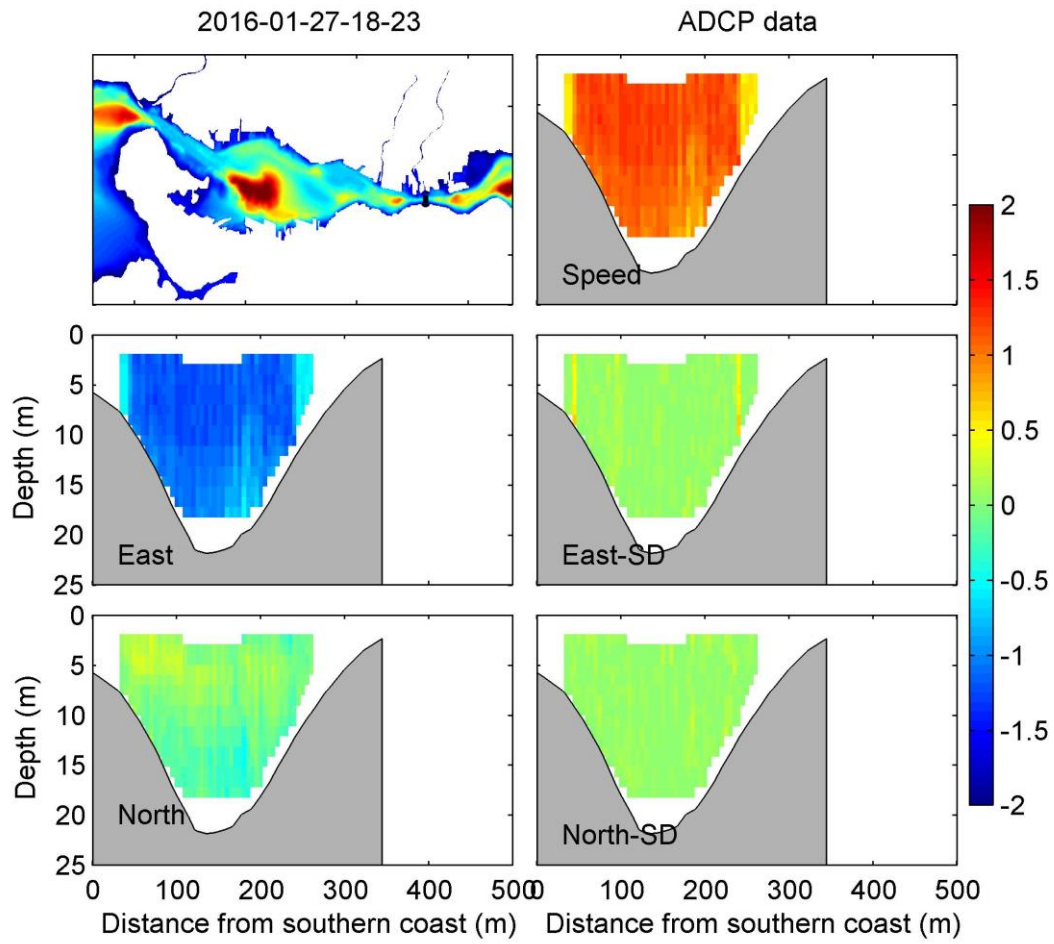 2016-01-27-18-23
ADCP data
Speed
2
1.5
1
0.5
0
-0.5
-1
-1.5
-2
0
5
10
15
20
25
Depth (m)
East
East-SD
0
5
10
15
20
25
Depth (m)
North
North-SD
0 100 200 300 400 500
0 100 200 300 400 500
Distance from southern coast (m)
Distance from southern coast (m)